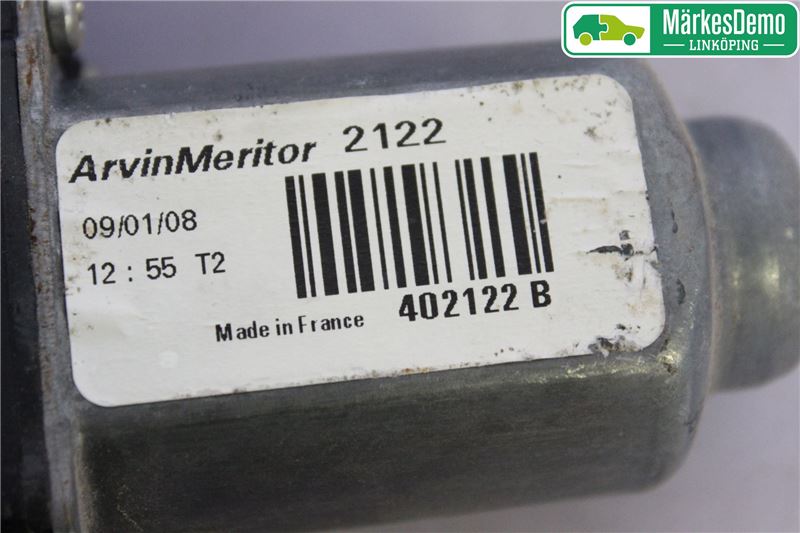 MärkesDemo
LINKÖPING
ArvinMeritor 2122
09/01/08
12 : 55 T2
402122 B
Made in France